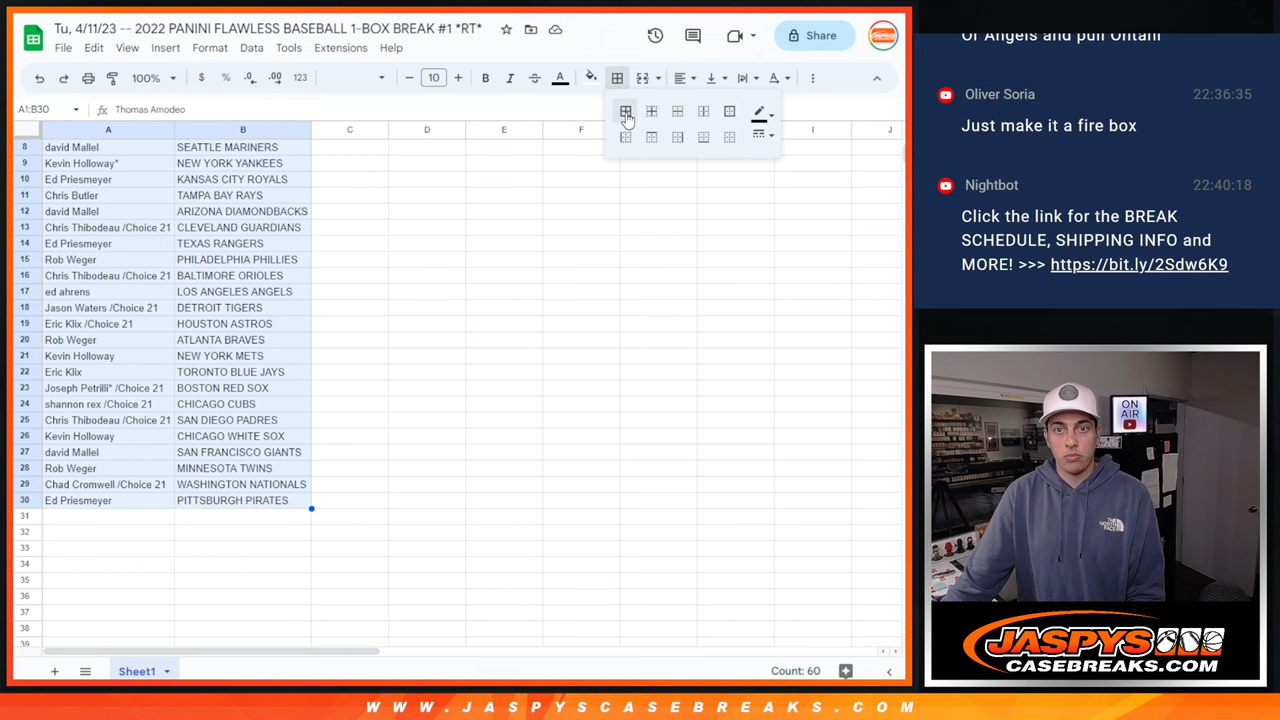 Tu, 4/11/23 -- 2022 PANINI FLAWLESS BASEBALL 1-BOX BREAK #1 *RT*
File Edit View Insert Format Data Tools Extensions Help
Share
100% $ % .0 .00 123 10 B I A
A1:B30 fx Thomas Amodeo
A B C D E F I J
8 david Mallel SEATTLE MARINERS
9 Kevin Holloway* NEW YORK YANKEES
10 Ed Priesmeyer KANSAS CITY ROYALS
11 Chris Butler TAMPA BAY RAYS
12 david Mallel ARIZONA DIAMONDBACKS
13 Chris Thibodeau /Choice 21 CLEVELAND GUARDIANS
14 Ed Priesmeyer TEXAS RANGERS
15 Rob Weger PHILADELPHIA PHILLIES
16 Chris Thibodeau /Choice 21 BALTIMORE ORIOLES
17 ed ahrens LOS ANGELES ANGELS
18 Jason Waters /Choice 21 DETROIT TIGERS
19 Eric Klix /Choice 21 HOUSTON ASTROS
20 Rob Weger ATLANTA BRAVES
21 Kevin Holloway NEW YORK METS
22 Eric Klix TORONTO BLUE JAYS
23 Joseph Petrilli* /Choice 21 BOSTON RED SOX
24 shannon rex /Choice 21 CHICAGO CUBS
25 Chris Thibodeau /Choice 21 SAN DIEGO PADRES
26 Kevin Holloway CHICAGO WHITE SOX
27 david Mallel SAN FRANCISCO GIANTS
28 Rob Weger MINNESOTA TWINS
29 Chad Cromwell /Choice 21 WASHINGTON NATIONALS
30 Ed Priesmeyer PITTSBURGH PIRATES
31
32
33
34
35
36
37
38
39
Sheet1
Count: 60
Or Angels and pull Ohtani
Oliver Soria 22:36:35
Just make it a fire box
Nightbot 22:40:18
Click the link for the BREAK
SCHEDULE, SHIPPING INFO and
MORE! >>> https://bit.ly/2Sdw6K9
ON
AIR
THE
NORTH
FACE
JASPYS
CASEBREAKS.COM
WWW.JASPYSCASEBREAKS.COM